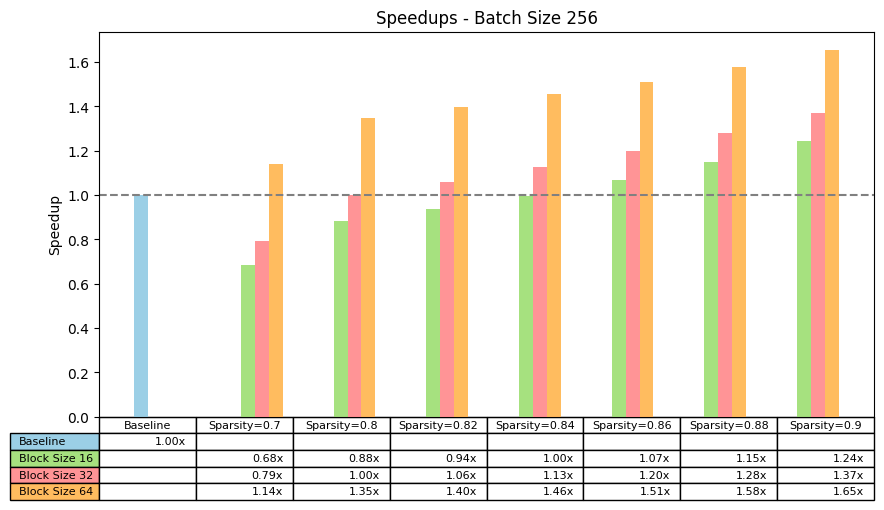 Speedups - Batch Size 256
Speedup
1.6
1.4
1.2
1.0
0.8
0.6
0.4
0.2
0.0
Baseline Sparsity=0.7 Sparsity=0.8 Sparsity=0.82 Sparsity=0.84 Sparsity=0.86 Sparsity=0.88 Sparsity=0.9
Baseline 1.00x
Block Size 16 0.68x 0.88x 0.94x 1.00x 1.07x 1.15x 1.24x
Block Size 32 0.79x 1.00x 1.06x 1.13x 1.20x 1.28x 1.37x
Block Size 64 1.14x 1.35x 1.40x 1.46x 1.51x 1.58x 1.65x